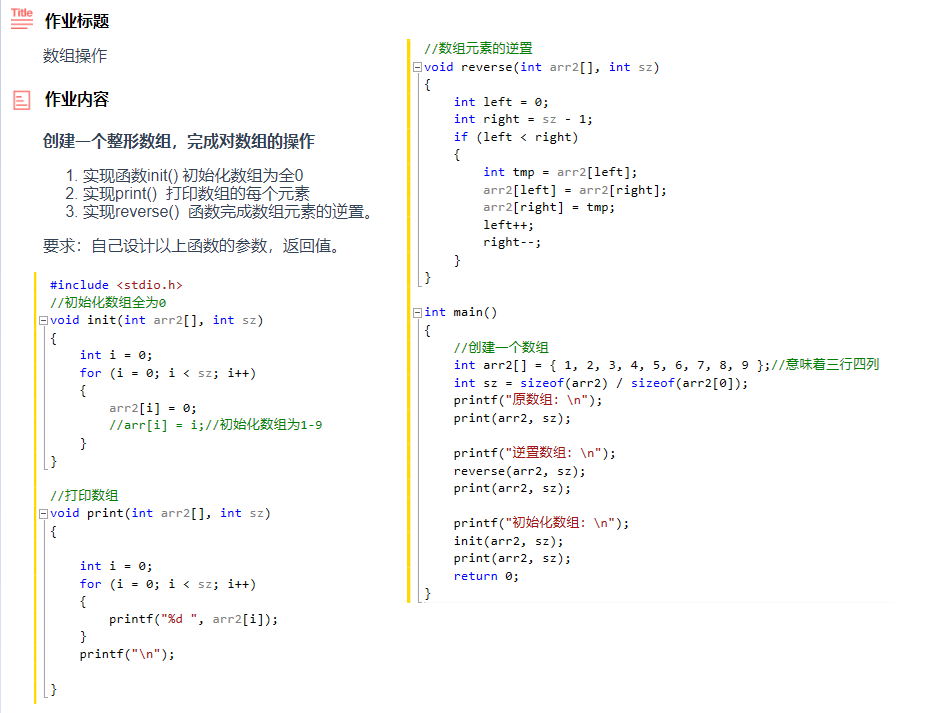 Title 作业标题
数组操作
作业内容
创建一个整形数组，完成对数组的操作
1. 实现函数init() 初始化数组为全0
2. 实现print()  打印数组的每个元素
3. 实现reverse()  函数完成数组元素的逆置。
要求：自己设计以上函数的参数，返回值。
#include <stdio.h>
//初始化数组全为0
void init(int arr2[], int sz)
{
    int i = 0;
    for (i = 0; i < sz; i++)
    {
        arr2[i] = 0;
        //arr[i] = i;//初始化数组为1-9
    }
}
//打印数组
void print(int arr2[], int sz)
{
    int i = 0;
    for (i = 0; i < sz; i++)
    {
        printf("%d ", arr2[i]);
    }
    printf("\n");
}
//数组元素的逆置
void reverse(int arr2[], int sz)
{
    int left = 0;
    int right = sz - 1;
    if (left < right)
    {
        int tmp = arr2[left];
        arr2[left] = arr2[right];
        arr2[right] = tmp;
        left++;
        right--;
    }
}
int main()
{
    //创建一个数组
    int arr2[] = { 1, 2, 3, 4, 5, 6, 7, 8, 9 };//意味着三行四列
    int sz = sizeof(arr2) / sizeof(arr2[0]);
    printf("原数组：\n");
    print(arr2, sz);
    printf("逆置数组：\n");
    reverse(arr2, sz);
    print(arr2, sz);
    printf("初始化数组：\n");
    init(arr2, sz);
    print(arr2, sz);
    return 0;
}